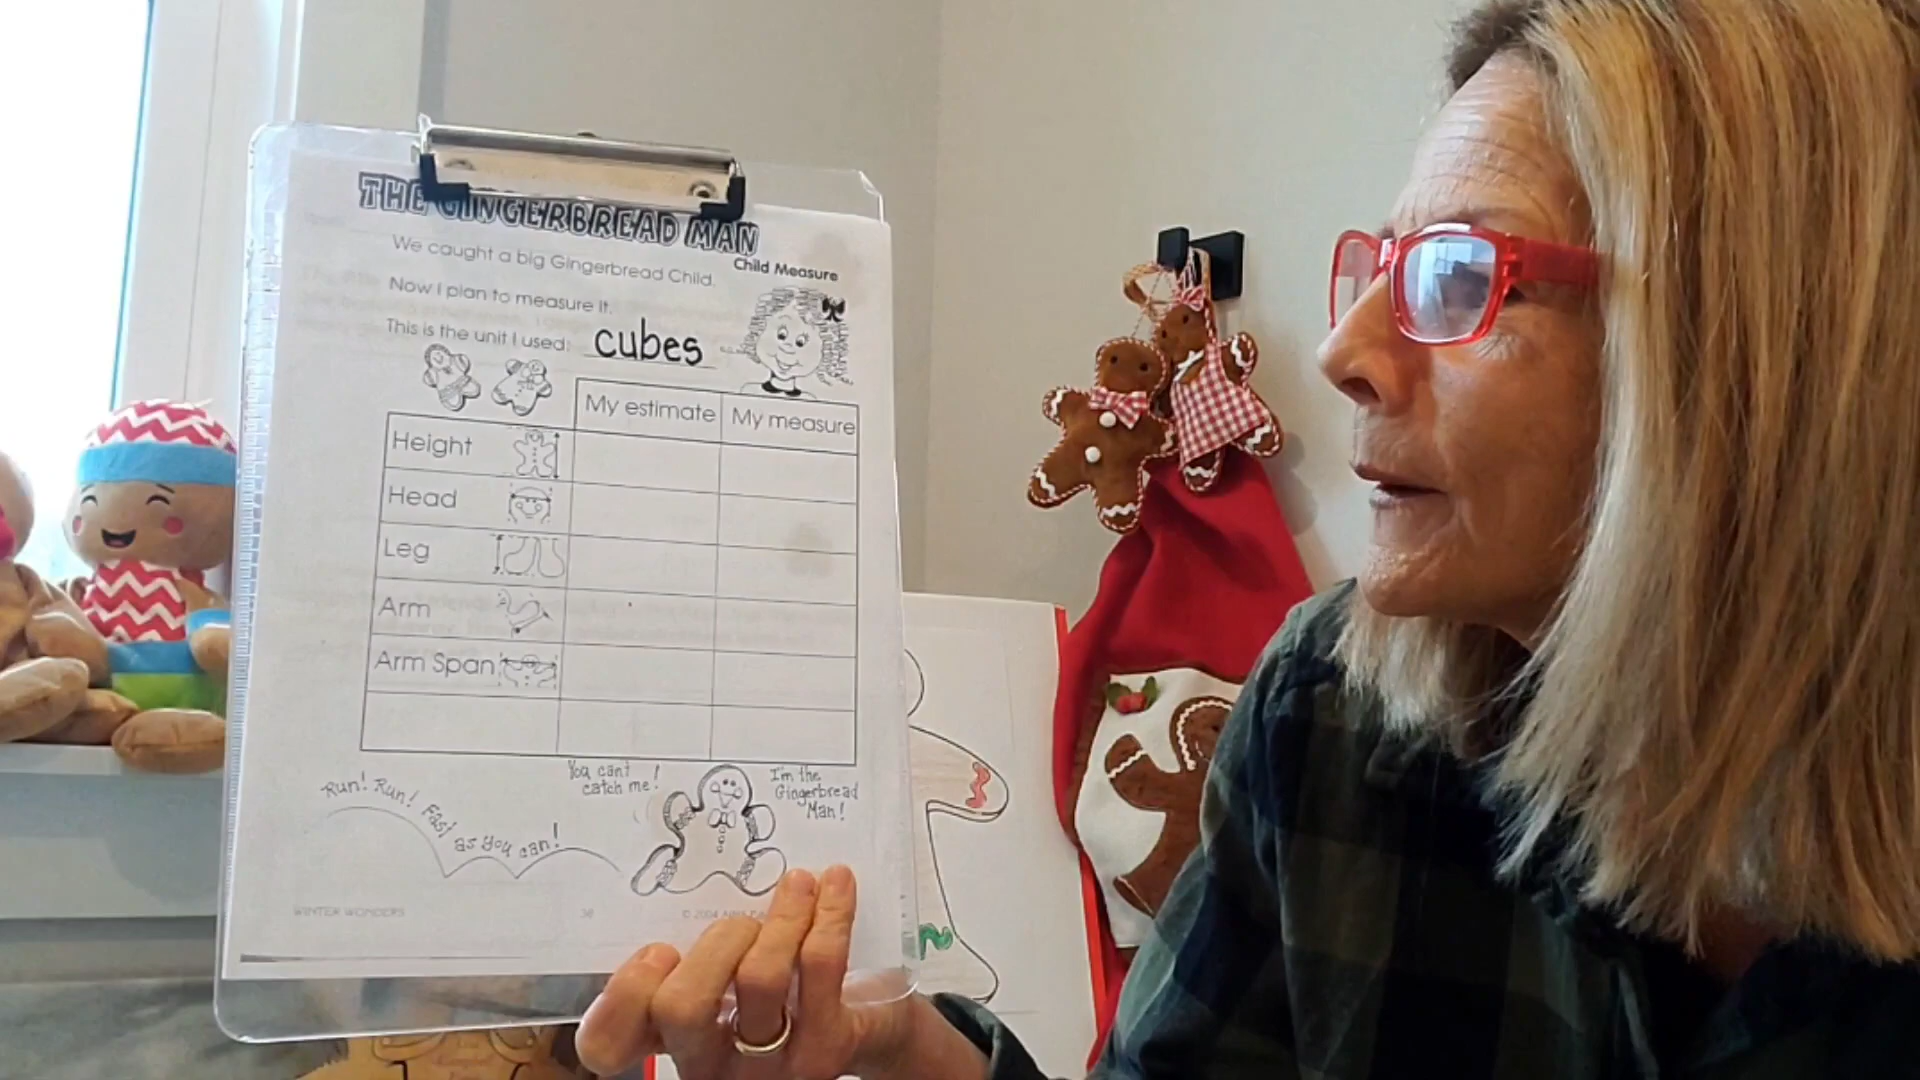 THE GINGERBREAD MAN
Child Measure
We caught a big Gingerbread Child.
Now I plan to measure it.
This is the unit I used: cubes
My estimate My measure
Height
Head
Leg
Arm
Arm Span
Run! Run! Fast as you can!
You can't catch me!
I'm the Gingerbread Man!
WINTER WONDERS 38 © 2004